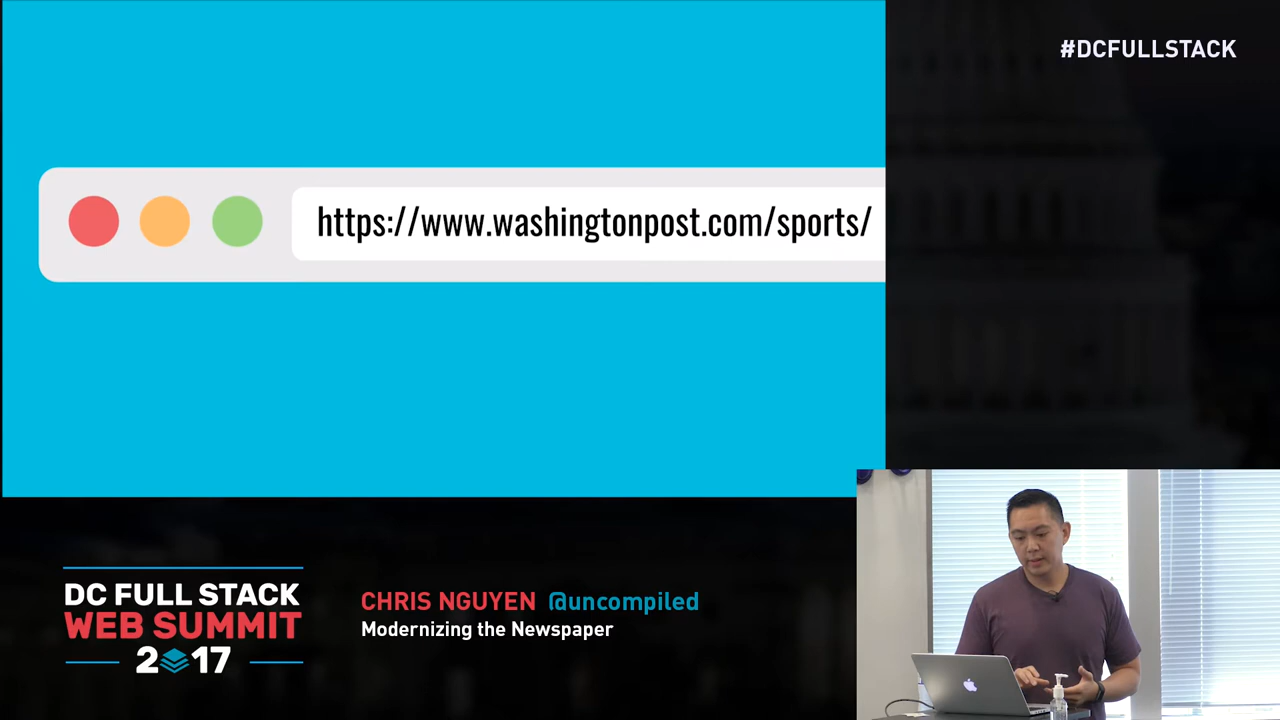 #DCFULLSTACK
https://www.washingtonpost.com/sports/
DC FULL STACK
WEB SUMMIT
2017
CHRIS NGUYEN @uncompiled
Modernizing the Newspaper